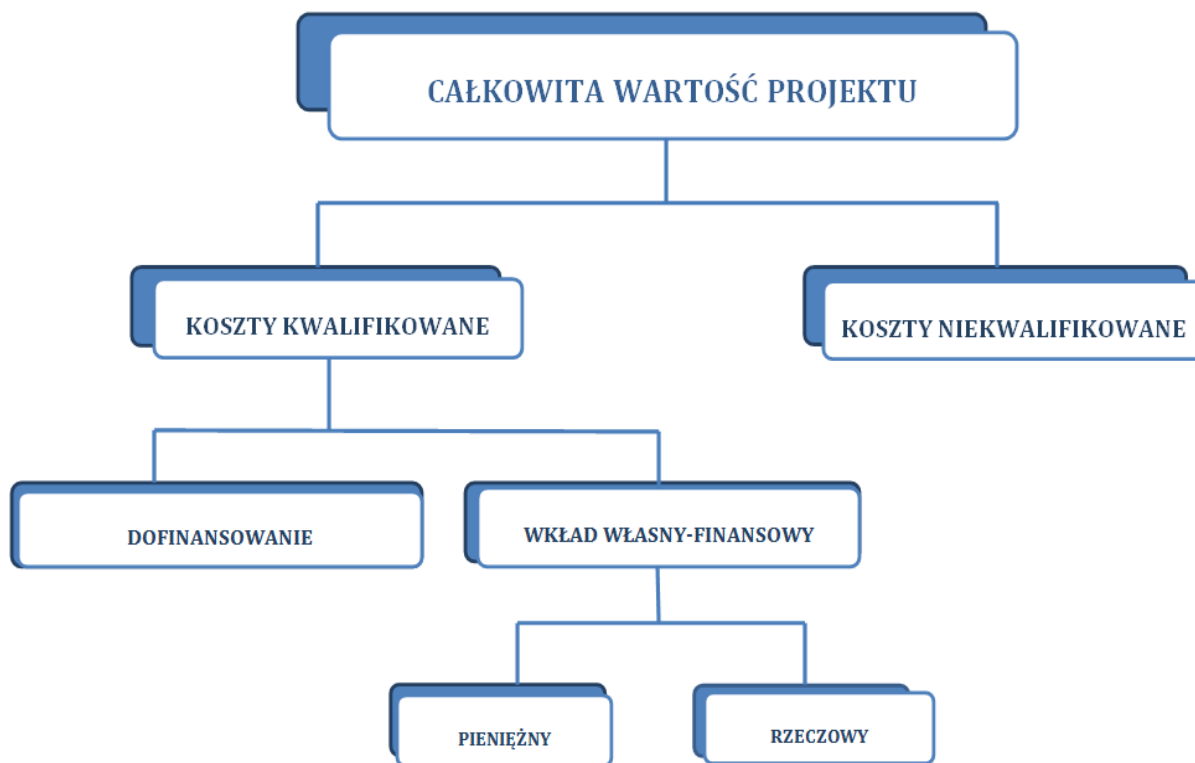 CAŁKOWITA WARTOŚĆ PROJEKTU
KOSZTY KWALIFIKOWANE
KOSZTY NIEKWALIFIKOWANE
DOFINANSOWANIE
WKŁAD WŁASNY-FINANSOWY
PIENIĘŻNY
RZECZOWY